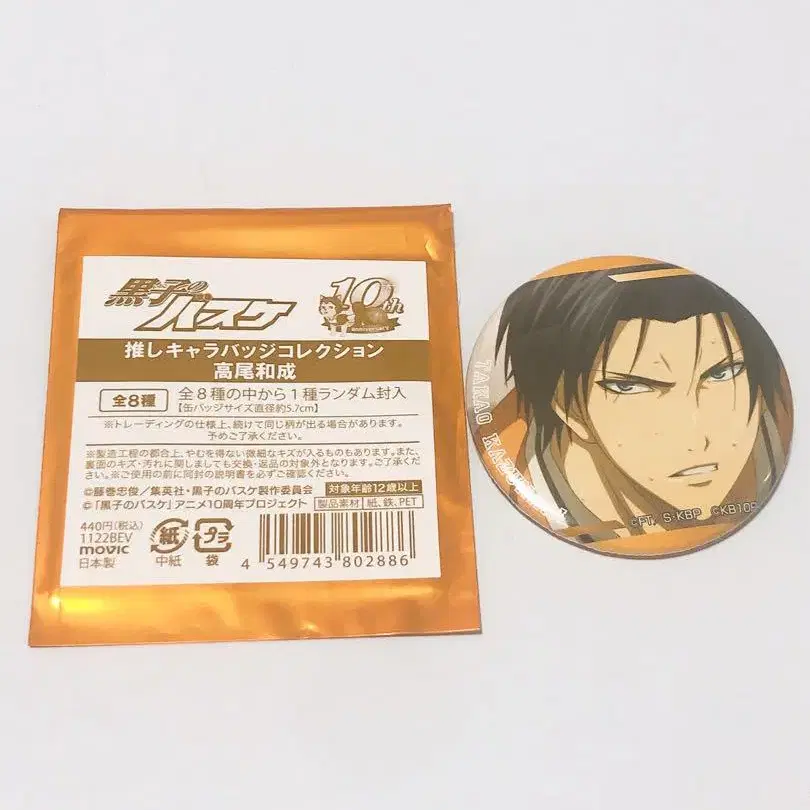 黒子のバスケ
10th
Anniversary
推しキャラバッジコレクション
高尾和成
全8種
全8種の中から1種ランダム封入
【缶バッジサイズ直径約5.7cm】
※トレーディングの仕様上、続けて同じ柄が出る場合があります。
予めご了承ください。
※製造工程の都合上、やむを得ない微細なキズが入るものもあります。また、
裏面のキズ・汚れに関しましても交換・返品の対象外となります。ご了承くだ
さい。※ご使用の前に同封の説明書を必ずご確認ください。
©藤巻忠俊/集英社・黒子のバスケ製作委員会
©「黒子のバスケ」アニメ10周年プロジェクト
対象年齢12歳以上
製品素材 紙、鉄、PET
440円(税込)
1122BEV
movic
日本製
紙
中紙
プラ
袋
4 549743 802886
TAKAO
©FT, S·KBP ©KB10P